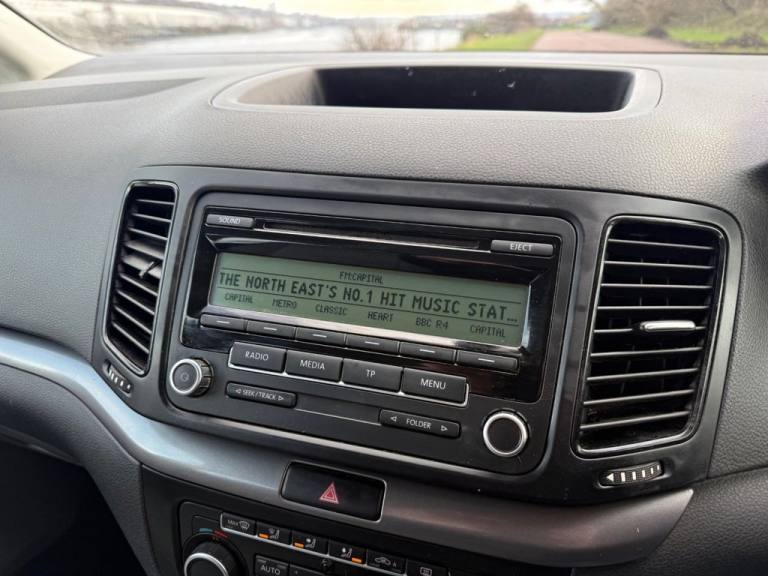 SOUND
EJECT
FM:CAPITAL
THE NORTH EAST'S NO.1 HIT MUSIC STAT...
CAPITAL METRO CLASSIC HEART BBC R4 CAPITAL
RADIO MEDIA TP MENU
◁ SEEK/TRACK ▷
◁ FOLDER ▷
MAX
AUTO